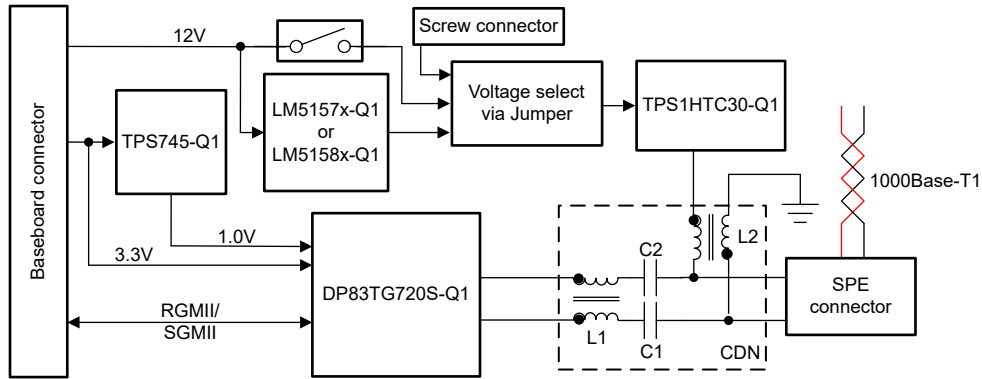 Baseboard connector
12V
Screw connector
LM5157x-Q1
or
LM5158x-Q1
Voltage select
via Jumper
TPS1HTC30-Q1
TPS745-Q1
1.0V
3.3V
DP83TG720S-Q1
RGMII/
SGMII
L1
C2
C1
L2
CDN
1000Base-T1
SPE
connector